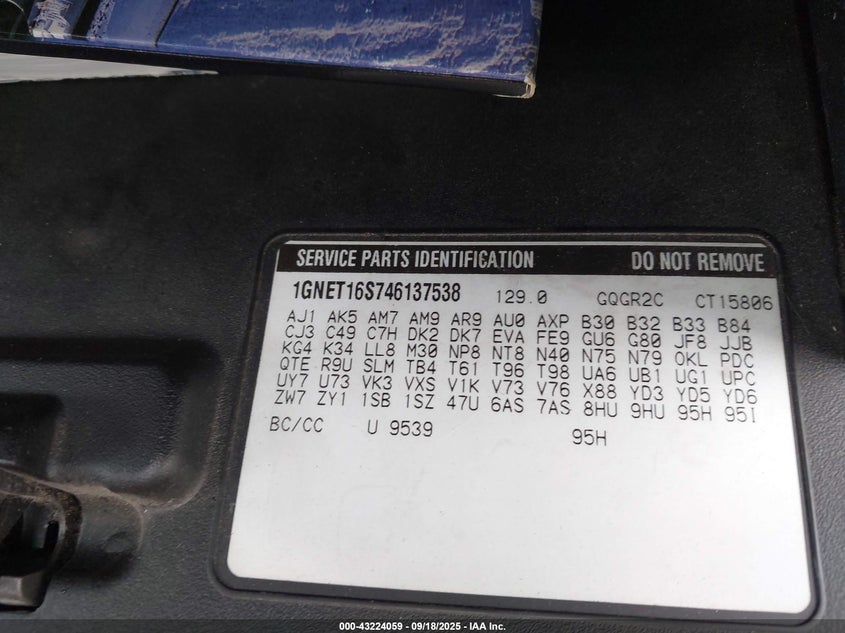 SERVICE PARTS IDENTIFICATION DO NOT REMOVE
1GNET16S746137538 129.0 GQGR2C CT15806
AJ1 AK5 AM7 AM9 AR9 AU0 AXP B30 B32 B33 B84
CJ3 C49 C7H DK2 DK7 EVA FE9 GU6 G80 JF8 JJB
KG4 K34 LL8 M30 NP8 NT8 N40 N75 N79 OKL PDC
QTE R9U SLM TB4 T61 T96 T98 UA6 UB1 UG1 UPC
UY7 U73 VK3 VXS V1K V73 V76 X88 YD3 YD5 YD6
ZW7 ZY1 1SB 1SZ 47U 6AS 7AS 8HU 9HU 95H 95I
BC/CC U 9539 95H
000-43224059 - 09/18/2025 - IAA Inc.